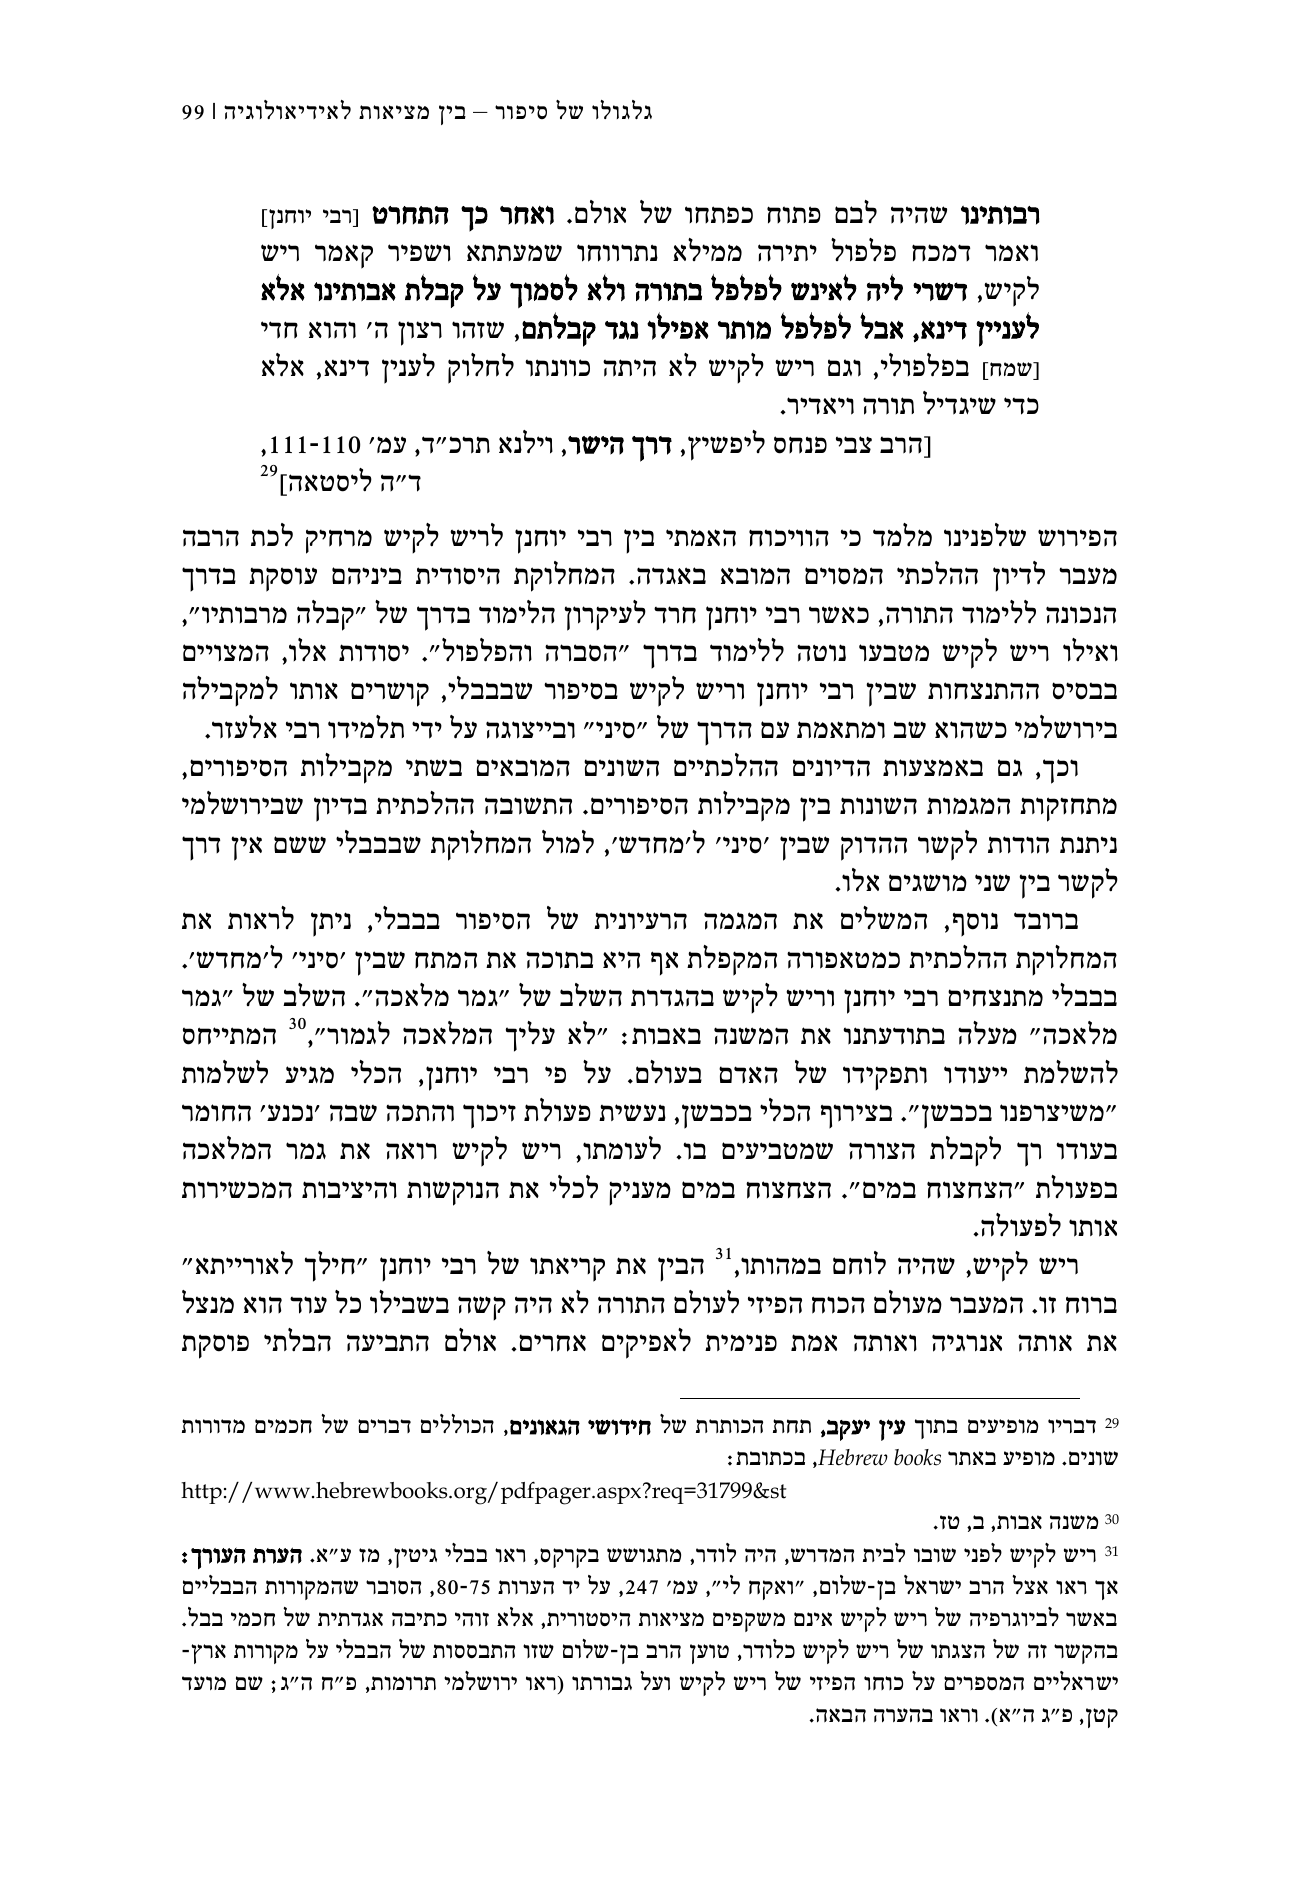 גלגולו של סיפור – בין מציאות לאידיאולוגיה | 99
רבותינו שהיה לבם פתוח כפתחו של אולם. ואחר כך התחרט [רבי יוחנן]
ואמר דמכח פלפול יתירה ממילא נתרווחו שמעתתא ושפיר קאמר ריש
לקיש, דשרי ליה לאינש לפלפל בתורה ולא לסמוך על קבלת אבותינו אלא
לעניין דינא, אבל לפלפל מותר אפילו נגד קבלתם, שזהו רצון ה׳ והוא חדי
[שמח] בפלפולי, וגם ריש לקיש לא היתה כוונתו לחלוק לענין דינא, אלא
כדי שיגדיל תורה ויאדיר.
[הרב צבי פנחס ליפשיץ, דרך הישר, וילנא תרכ״ד, עמ׳ 111-110,
ד״ה ליסטאה]29
הפירוש שלפנינו מלמד כי הוויכוח האמתי בין רבי יוחנן לריש לקיש מרחיק לכת הרבה
מעבר לדיון ההלכתי המסוים המובא באגדה. המחלוקת היסודית ביניהם עוסקת בדרך
הנכונה ללימוד התורה, כאשר רבי יוחנן חרד לעיקרון הלימוד בדרך של ״קבלה מרבותיו״,
ואילו ריש לקיש מטבעו נוטה ללימוד בדרך ״הסברה והפלפול״. יסודות אלו, המצויים
בבסיס ההתנצחות שבין רבי יוחנן וריש לקיש בסיפור שבבבלי, קושרים אותו למקבילה
בירושלמי כשהוא שב ומתאמת עם הדרך של ״סיני״ ובייצוגה על ידי תלמידו רבי אלעזר.
וכך, גם באמצעות הדיונים ההלכתיים השונים המובאים בשתי מקבילות הסיפורים,
מתחזקות המגמות השונות בין מקבילות הסיפורים. התשובה ההלכתית בדיון שבירושלמי
ניתנת הודות לקשר ההדוק שבין ׳סיני׳ ל׳מחדש׳, למול המחלוקת שבבבלי ששם אין דרך
לקשר בין שני מושגים אלו.
ברובד נוסף, המשלים את המגמה הרעיונית של הסיפור בבבלי, ניתן לראות את
המחלוקת ההלכתית כמטאפורה המקפלת אף היא בתוכה את המתח שבין ׳סיני׳ ל׳מחדש׳.
בבבלי מתנצחים רבי יוחנן וריש לקיש בהגדרת השלב של ״גמר מלאכה״. השלב של ״גמר
מלאכה״ מעלה בתודעתנו את המשנה באבות: ״לא עליך המלאכה לגמור״,30 המתייחס
להשלמת ייעודו ותפקידו של האדם בעולם. על פי רבי יוחנן, הכלי מגיע לשלמות
״משיצרפנו בכבשן״. בצירוף הכלי בכבשן, נעשית פעולת זיכוך והתכה שבה ׳נכנע׳ החומר
בעודו רך לקבלת הצורה שמטביעים בו. לעומתו, ריש לקיש רואה את גמר המלאכה
בפעולת ״הצחצוח במים״. הצחצוח במים מעניק לכלי את הנוקשות והיציבות המכשירות
אותו לפעולה.
ריש לקיש, שהיה לוחם במהותו,31 הבין את קריאתו של רבי יוחנן ״חילך לאורייתא״
ברוח זו. המעבר מעולם הכוח הפיזי לעולם התורה לא היה קשה בשבילו כל עוד הוא מנצל
את אותה אנרגיה ואותה אמת פנימית לאפיקים אחרים. אולם התביעה הבלתי פוסקת
29 דבריו מופיעים בתוך עין יעקב, תחת הכותרת של חידושי הגאונים, הכוללים דברים של חכמים מדורות
שונים. מופיע באתר Hebrew books, בכתובת:
http://www.hebrewbooks.org/pdfpager.aspx?req=31799&st
30 משנה אבות, ב, טז.
31 ריש לקיש לפני שובו לבית המדרש, היה לודר, מתגושש בקרקס, ראו בבלי גיטין, מז ע״א. הערת העורך:
אך ראו אצל הרב ישראל בן-שלום, ״ואקח לי״, עמ׳ 247, על יד הערות 80-75, הסובר שהמקורות הבבליים
באשר לביוגרפיה של ריש לקיש אינם משקפים מציאות היסטורית, אלא זוהי כתיבה אגדתית של חכמי בבל.
בהקשר זה של הצגתו של ריש לקיש כלודר, טוען הרב בן-שלום שזו התבססות של הבבלי על מקורות ארץ-
ישראליים המספרים על כוחו הפיזי של ריש לקיש ועל גבורתו (ראו ירושלמי תרומות, פ״ח ה״ג; שם מועד
קטן, פ״ג ה״א). וראו בהערה הבאה.